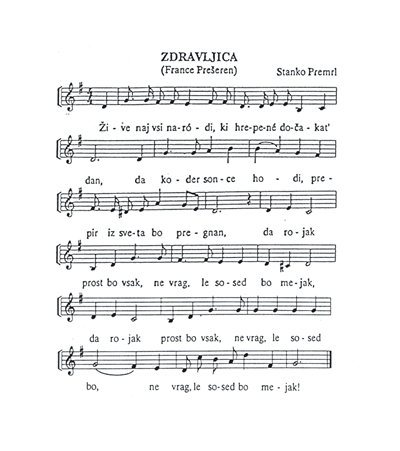 ZDRAVLJICA
(France Prešeren) Stanko Premrl
Ži - ve naj vsi na-ró - di, ki hrepe-né do-ča - kat'
dan, da ko-der son-ce ho - di, pre-
pir iz sve-ta bo pre - gnan, da ro-jak
prost bo vsak, ne vrag, le so-sed bo me-jak,
da ro - jak prost bo vsak, ne vrag, le so-sed
bo, ne vrag, le so-sed bo me - jak!